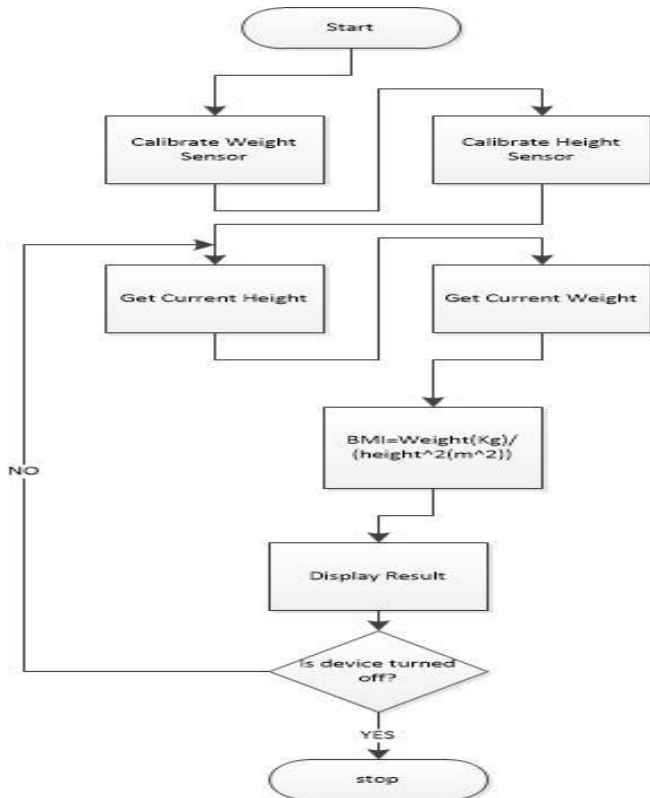 Start
Calibrate Weight
Sensor
Calibrate Height
Sensor
Get Current Height
Get Current Weight
BMI=Weight(Kg)/
(height^2(m^2))
NO
Display Result
Is device turned
off?
YES
stop